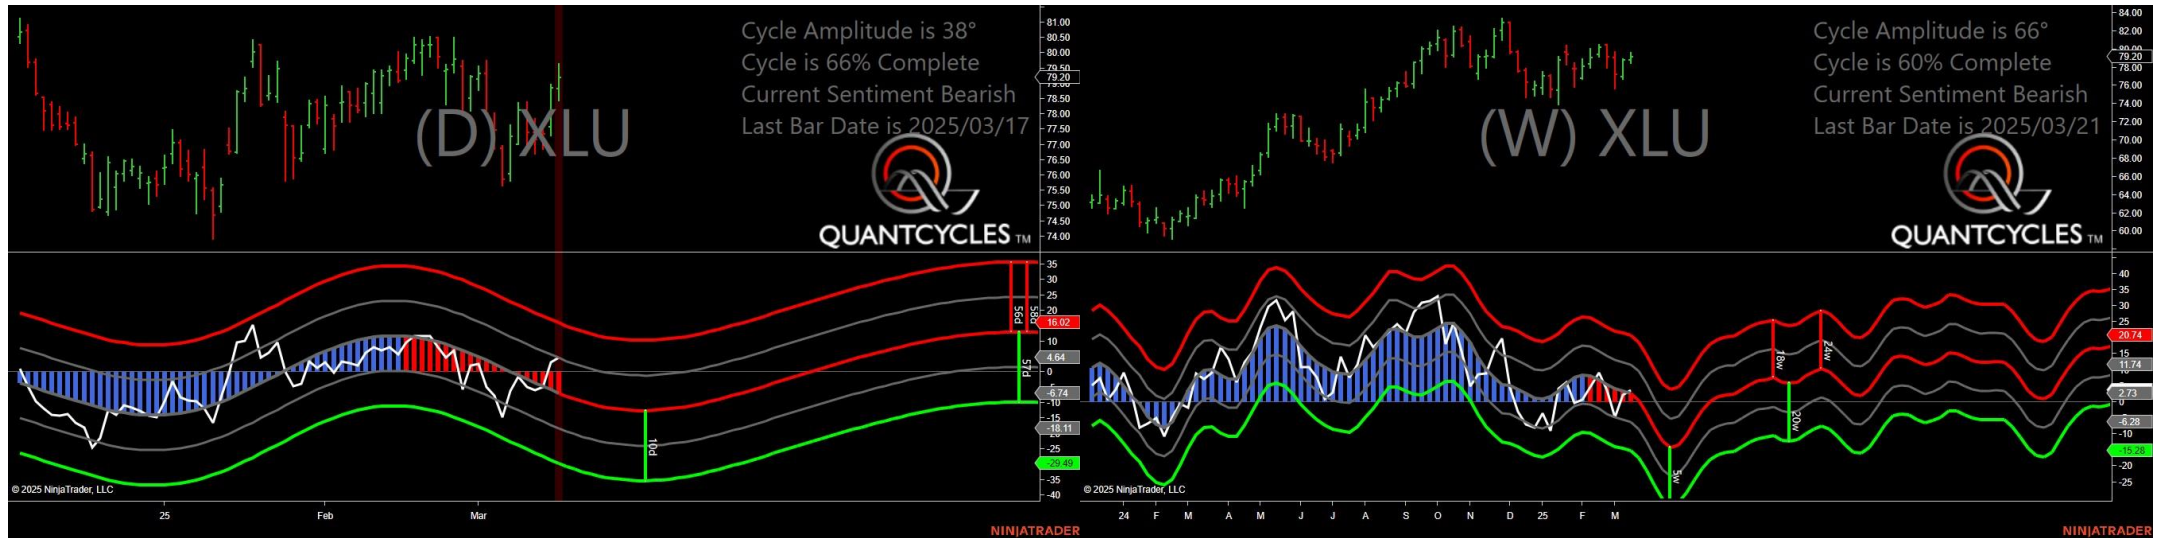 Cycle Amplitude is 38°
Cycle is 66% Complete
Current Sentiment Bearish
Last Bar Date is 2025/03/17
(D) XLU
QUANTCYCLES TM
81.00
80.50
80.00
79.50
79.20
78.50
78.00
77.50
77.00
76.50
76.00
75.50
75.00
74.50
74.00
35
30
25
20
16.02
10
4.64
0
-6.74
-10
-15
-18.11
-25
-29.49
-35
-40
10d
56d
57d
58d
© 2025 NinjaTrader, LLC
25
Feb
Mar
NINJATRADER
Cycle Amplitude is 66°
Cycle is 60% Complete
Current Sentiment Bearish
Last Bar Date is 2025/03/21
(W) XLU
QUANTCYCLES TM
84.00
82.00
80.00
79.20
78.00
76.00
74.00
72.00
70.00
68.00
66.00
64.00
62.00
60.00
40
35
30
25
20.74
15
11.74
2.73
0
-6.28
-10
-15.28
-20
-25
5w
18w
20w
24w
© 2025 NinjaTrader, LLC
24
F
M
A
M
J
J
A
S
O
N
D
25
F
M
NINJATRADER